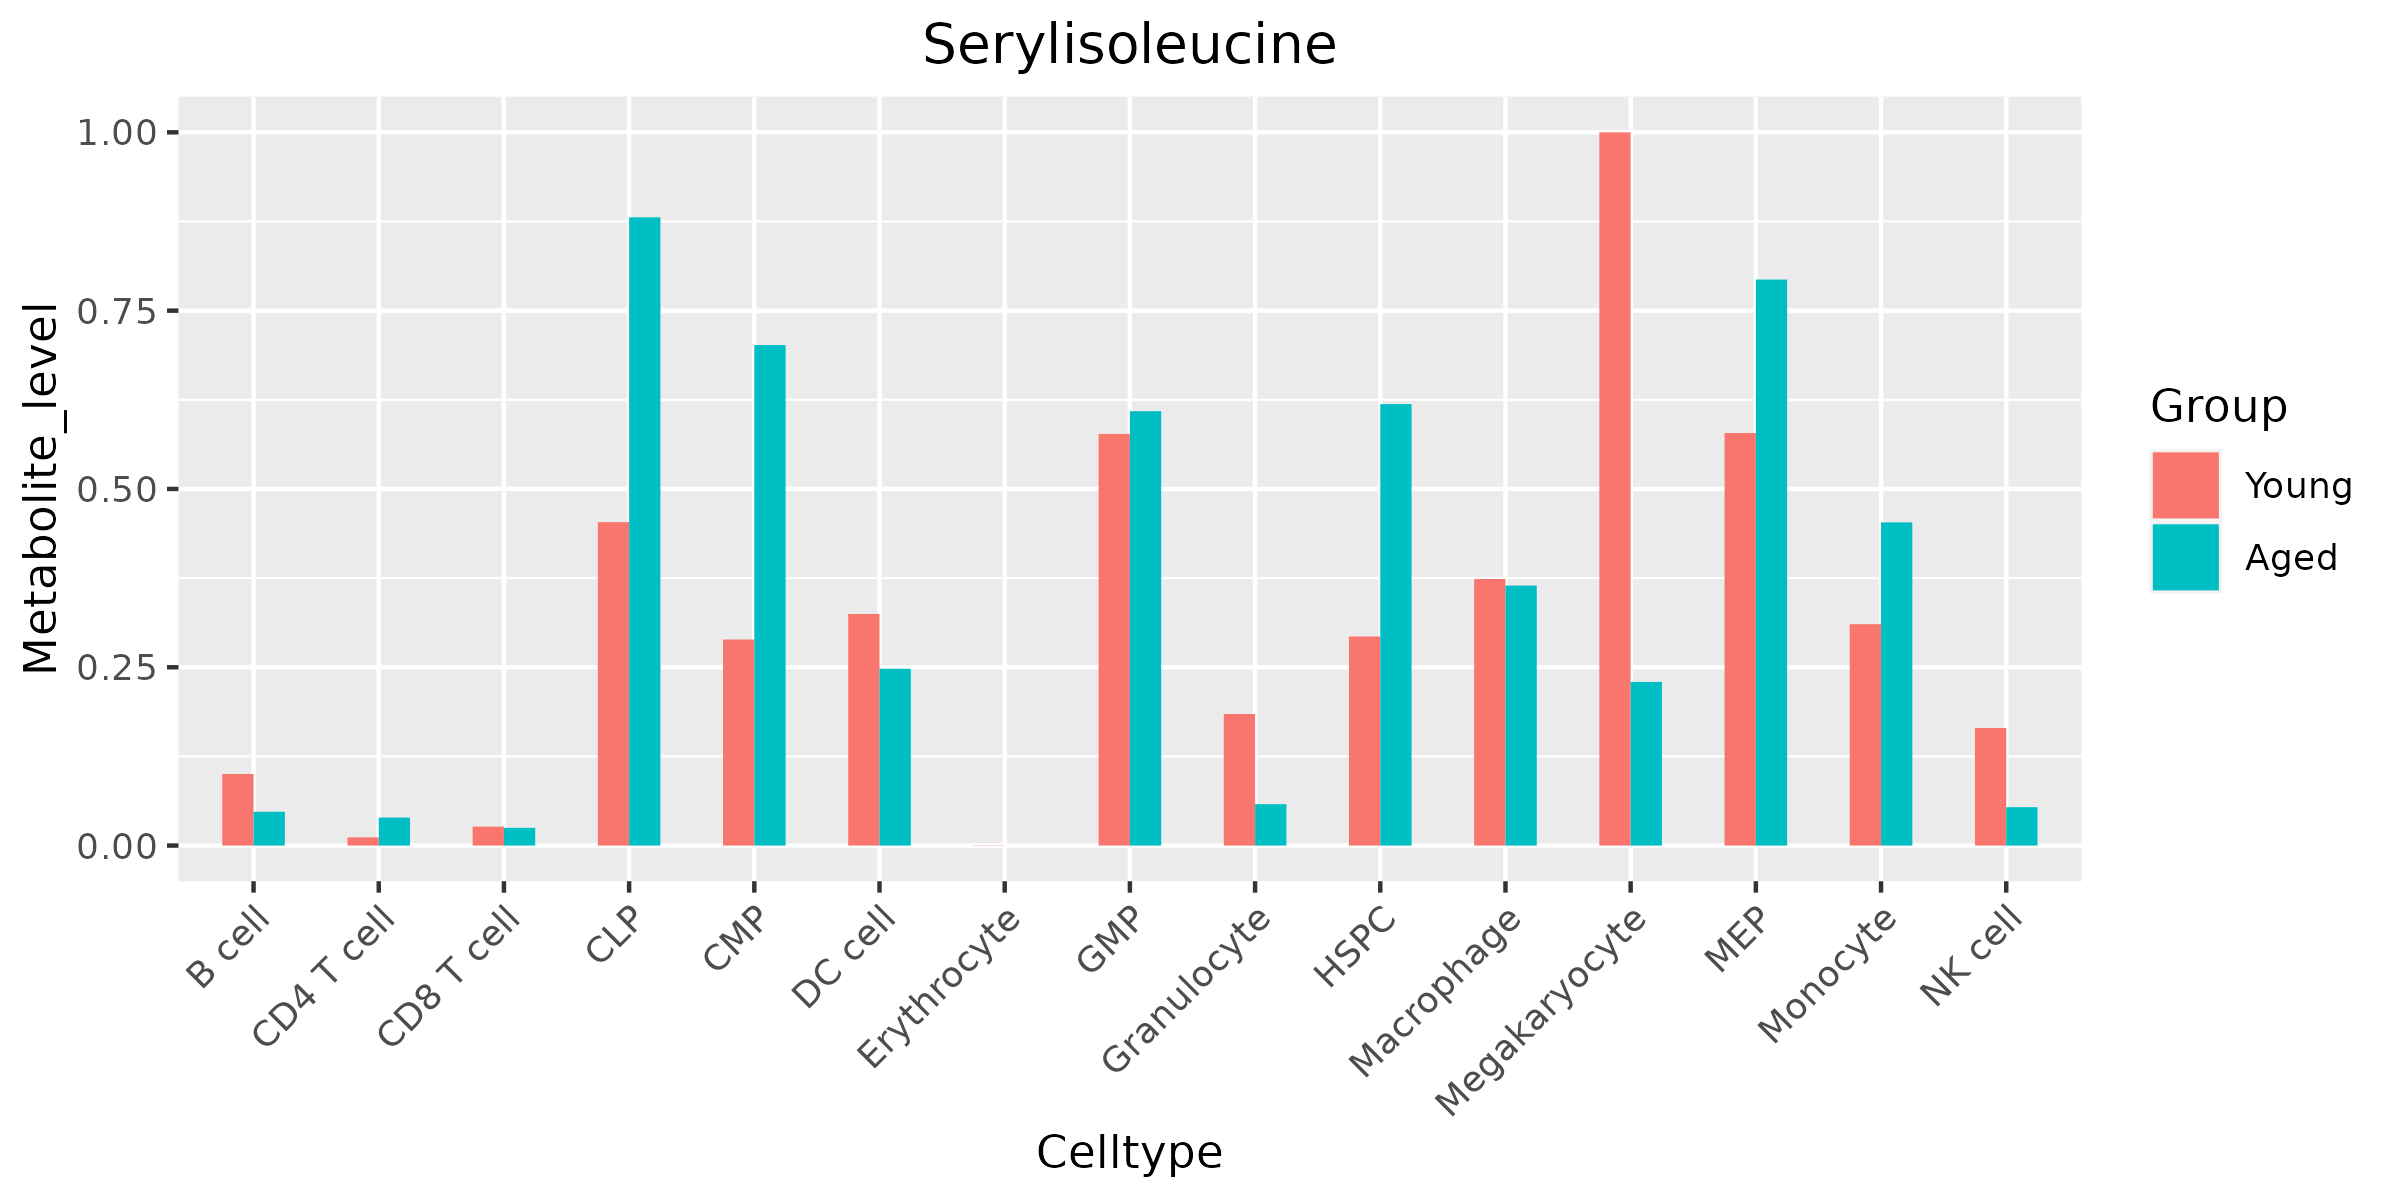 Serylisoleucine
Metabolite_level
1.00
0.75
0.50
0.25
0.00
B cell
CD4 T cell
CD8 T cell
CLP
CMP
DC cell
Erythrocyte
GMP
Granulocyte
HSPC
Macrophage
Megakaryocyte
MEP
Monocyte
NK cell
Celltype
Group
Young
Aged